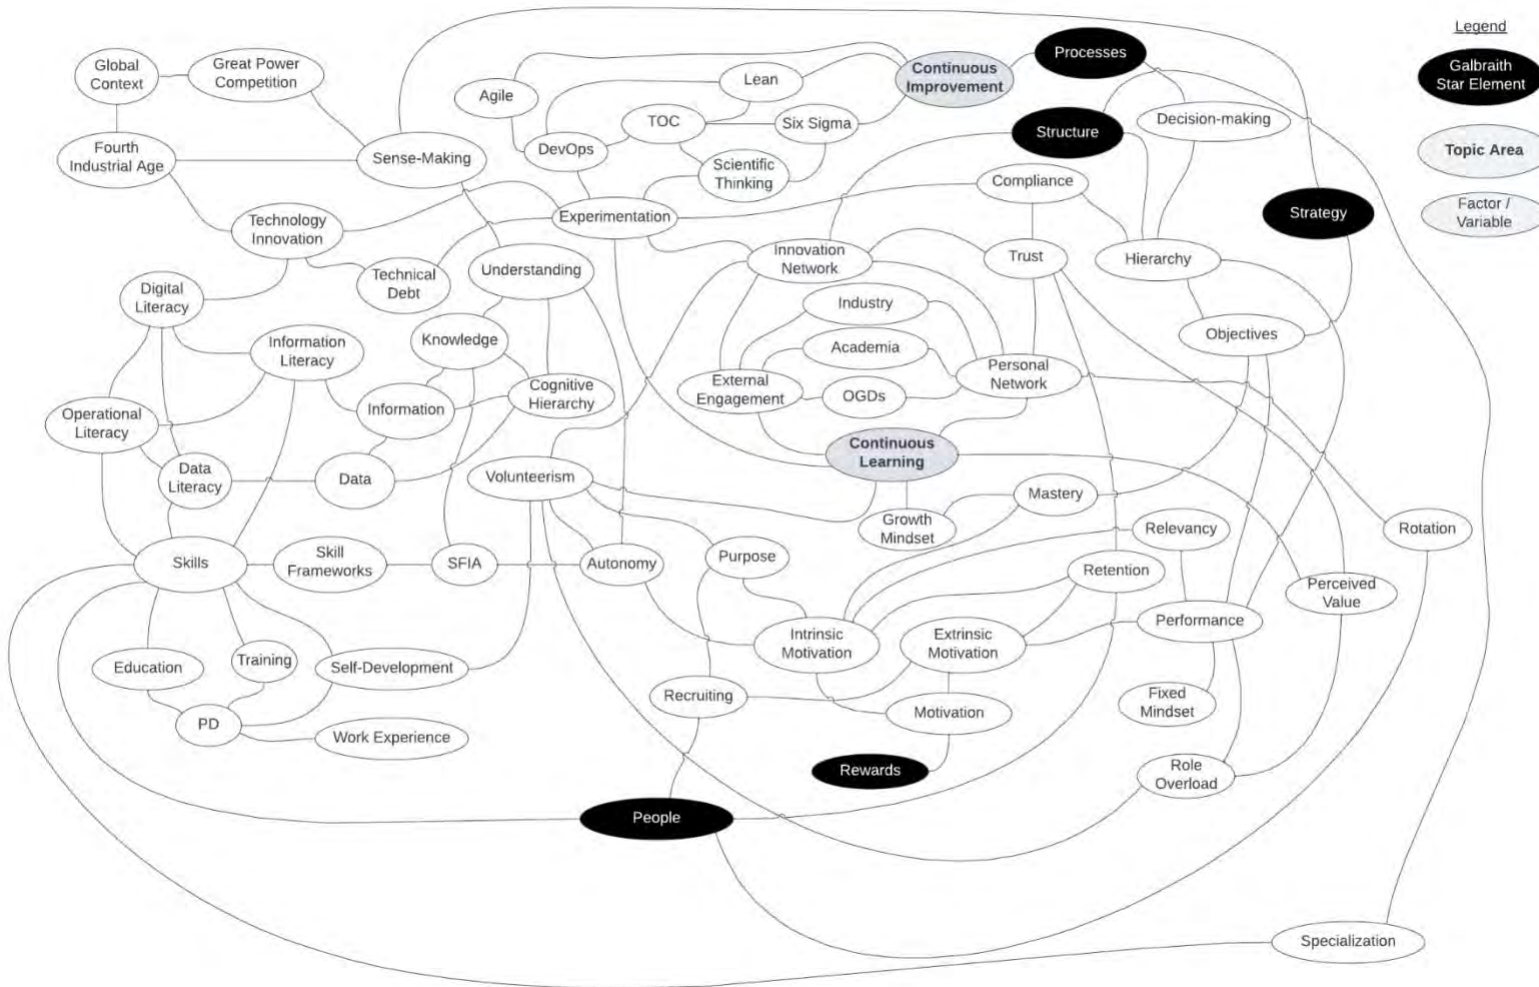 Legend
Galbraith
Star Element
Topic Area
Factor /
Variable
Global
Context
Great Power
Competition
Agile
Lean
Continuous
Improvement
Processes
Fourth
Industrial Age
Sense-Making
DevOps
TOC
Six Sigma
Structure
Decision-making
Scientific
Thinking
Compliance
Technology
Innovation
Experimentation
Strategy
Technical
Debt
Understanding
Innovation
Network
Trust
Hierarchy
Digital
Literacy
Industry
Information
Literacy
Knowledge
Academia
Objectives
Operational
Literacy
Information
Cognitive
Hierarchy
External
Engagement
OGDs
Personal
Network
Data
Literacy
Data
Volunteerism
Continuous
Learning
Mastery
Growth
Mindset
Relevancy
Rotation
Skills
Skill
Frameworks
SFIA
Autonomy
Purpose
Retention
Perceived
Value
Education
Training
Self-Development
Intrinsic
Motivation
Extrinsic
Motivation
Performance
PD
Work Experience
Recruiting
Motivation
Fixed
Mindset
Rewards
Role
Overload
People
Specialization